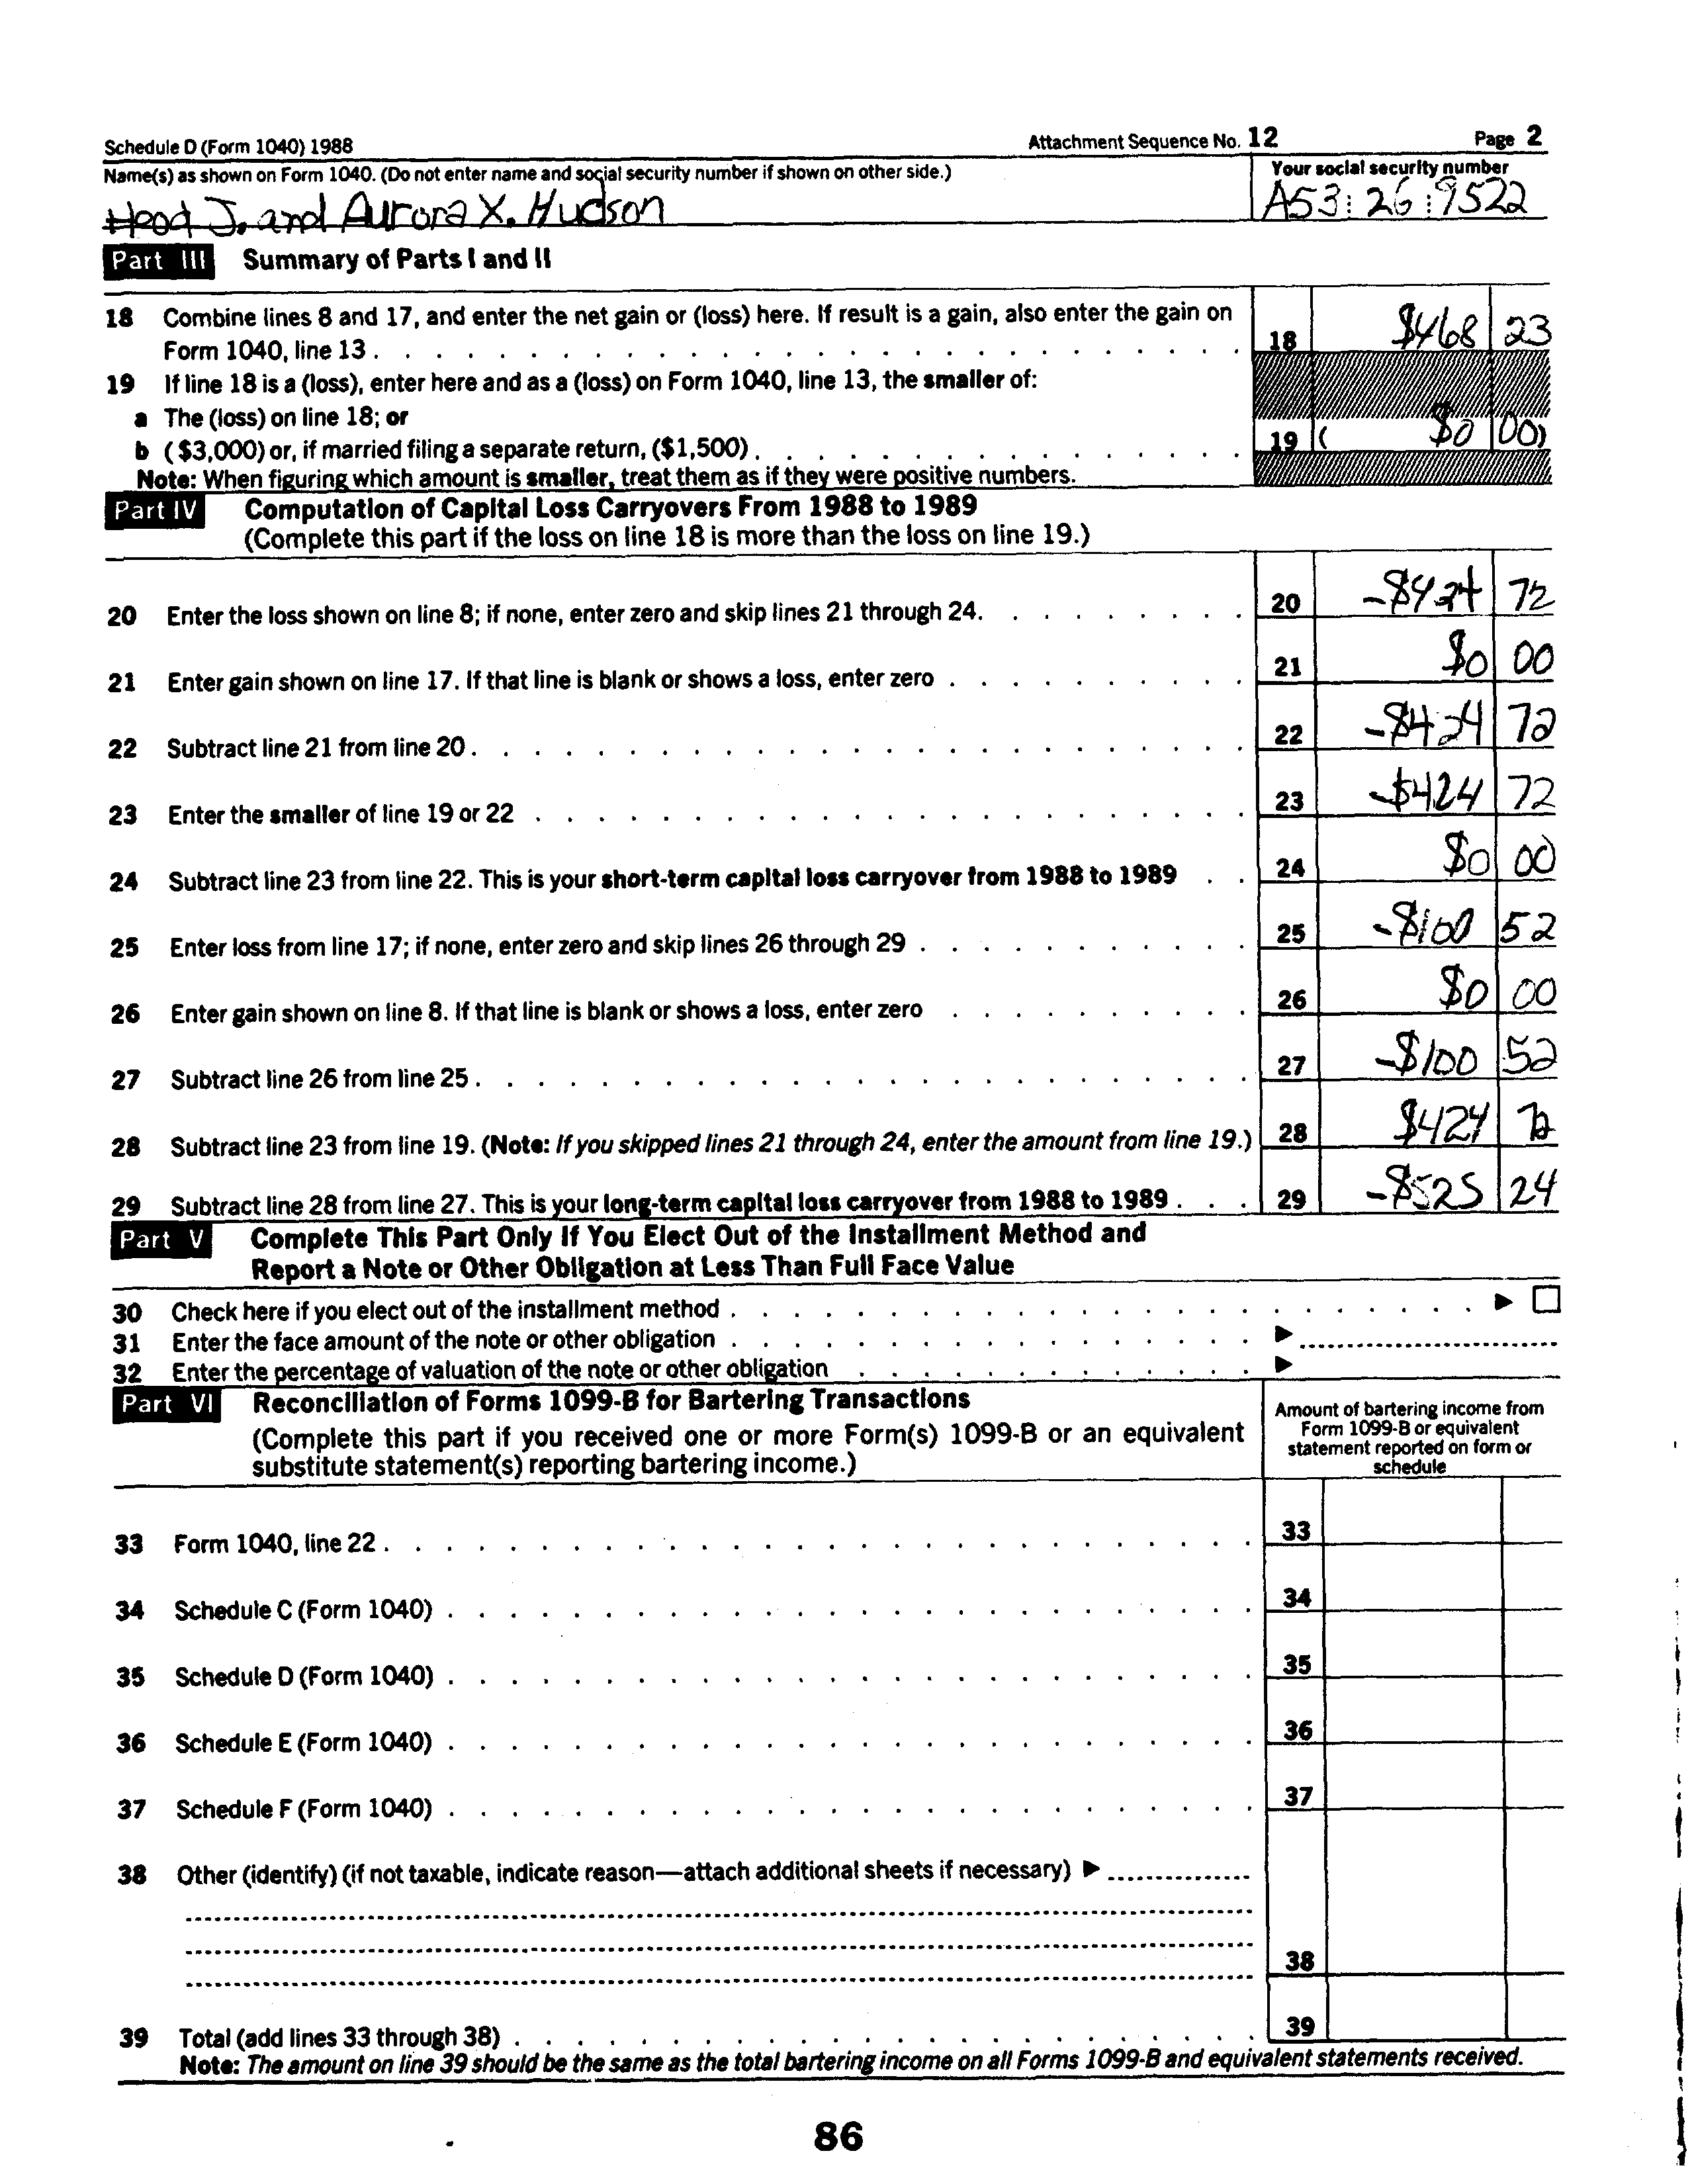 Schedule D (Form 1040) 1988 Attachment Sequence No. 12 Page 2
Name(s) as shown on Form 1040. (Do not enter name and social security number if shown on other side.) Your social security number
J. and Aurora X. Hudson A53 26 9522
Part III Summary of Parts I and II
18 Combine lines 8 and 17, and enter the net gain or (loss) here. If result is a gain, also enter the gain on
Form 1040, line 13 . 18 $468 23
19 If line 18 is a (loss), enter here and as a (loss) on Form 1040, line 13, the smaller of:
a The (loss) on line 18; or
b ($3,000) or, if married filing a separate return, ($1,500) . 19 ( $0 00)
Note: When figuring which amount is smaller, treat them as if they were positive numbers.
Part IV Computation of Capital Loss Carryovers From 1988 to 1989
(Complete this part if the loss on line 18 is more than the loss on line 19.)
20 Enter the loss shown on line 8; if none, enter zero and skip lines 21 through 24. 20 -$424 72
21 Enter gain shown on line 17. If that line is blank or shows a loss, enter zero . 21 $0 00
22 Subtract line 21 from line 20 . 22 -$424 72
23 Enter the smaller of line 19 or 22 . 23 -$424 72
24 Subtract line 23 from line 22. This is your short-term capital loss carryover from 1988 to 1989 . 24 $0 00
25 Enter loss from line 17; if none, enter zero and skip lines 26 through 29 . 25 -$100 52
26 Enter gain shown on line 8. If that line is blank or shows a loss, enter zero . 26 $0 00
27 Subtract line 26 from line 25 . 27 -$100 52
28 Subtract line 23 from line 19. (Note: If you skipped lines 21 through 24, enter the amount from line 19.) 28 $424 72
29 Subtract line 28 from line 27. This is your long-term capital loss carryover from 1988 to 1989 . 29 -$525 24
Part V Complete This Part Only If You Elect Out of the Installment Method and
Report a Note or Other Obligation at Less Than Full Face Value
30 Check here if you elect out of the installment method . ▶ ☐
31 Enter the face amount of the note or other obligation . ▶
32 Enter the percentage of valuation of the note or other obligation . ▶
Part VI Reconciliation of Forms 1099-B for Bartering Transactions
(Complete this part if you received one or more Form(s) 1099-B or an equivalent
substitute statement(s) reporting bartering income.)
Amount of bartering income from
Form 1099-B or equivalent
statement reported on form or
schedule
33 Form 1040, line 22 . 33
34 Schedule C (Form 1040) . 34
35 Schedule D (Form 1040) . 35
36 Schedule E (Form 1040) . 36
37 Schedule F (Form 1040) . 37
38 Other (identify) (if not taxable, indicate reason—attach additional sheets if necessary) ▶
38
39 Total (add lines 33 through 38) . 39
Note: The amount on line 39 should be the same as the total bartering income on all Forms 1099-B and equivalent statements received.
86